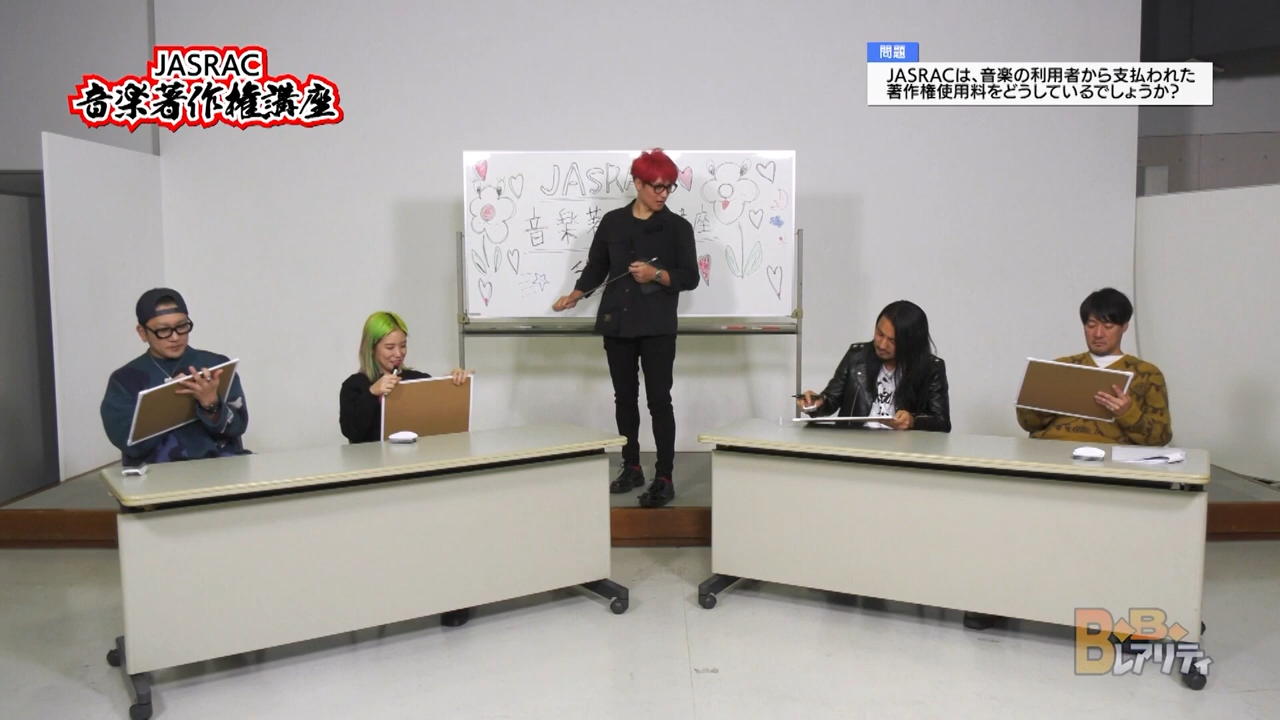 JASRAC
音楽著作権講座
問題
JASRACは、音楽の利用者から支払われた
著作権使用料をどうしているでしょうか?
JASRA
音楽著
座
B・B・
Bレアリティ